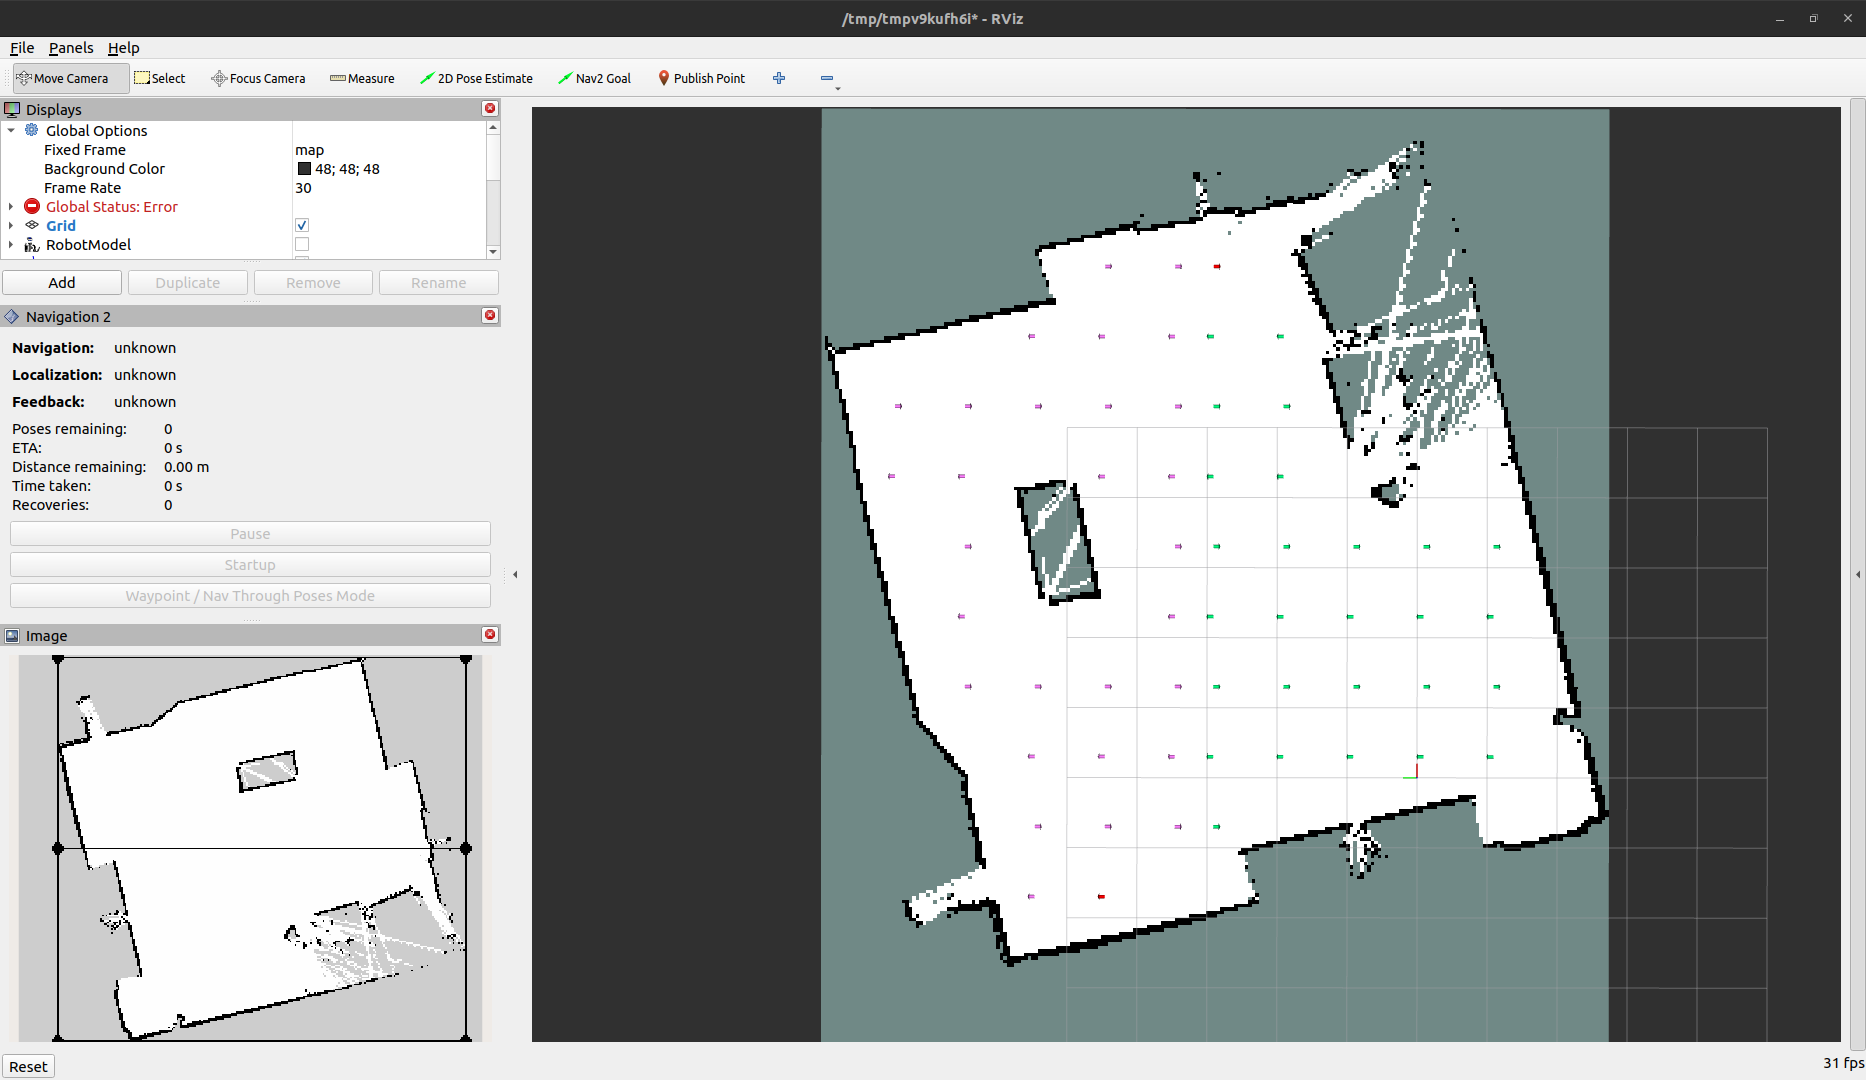 /tmp/tmpv9kufh6i* - RViz
File Panels Help
Move Camera Select Focus Camera Measure 2D Pose Estimate Nav2 Goal Publish Point
Displays
Global Options
Fixed Frame map
Background Color 48; 48; 48
Frame Rate 30
Global Status: Error
Grid
RobotModel
Add Duplicate Remove Rename
Navigation 2
Navigation: unknown
Localization: unknown
Feedback: unknown
Poses remaining: 0
ETA: 0 s
Distance remaining: 0.00 m
Time taken: 0 s
Recoveries: 0
Pause
Startup
Waypoint / Nav Through Poses Mode
Image
Reset
31 fps